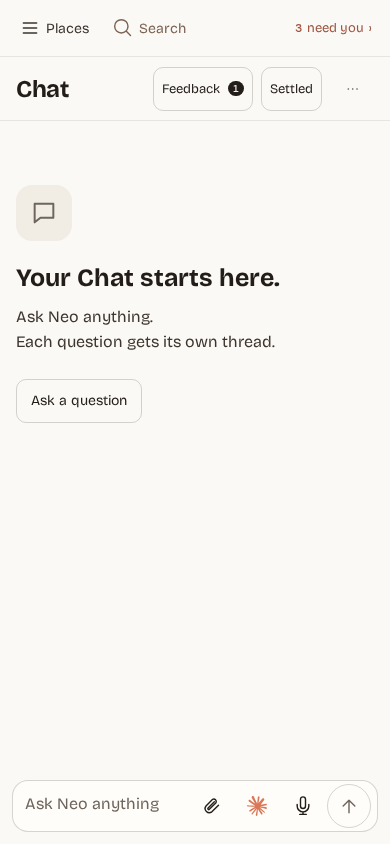 Places
Search
3 need you ›
Chat
Feedback 1
Settled
...
Your Chat starts here.
Ask Neo anything.
Each question gets its own thread.
Ask a question
Ask Neo anything